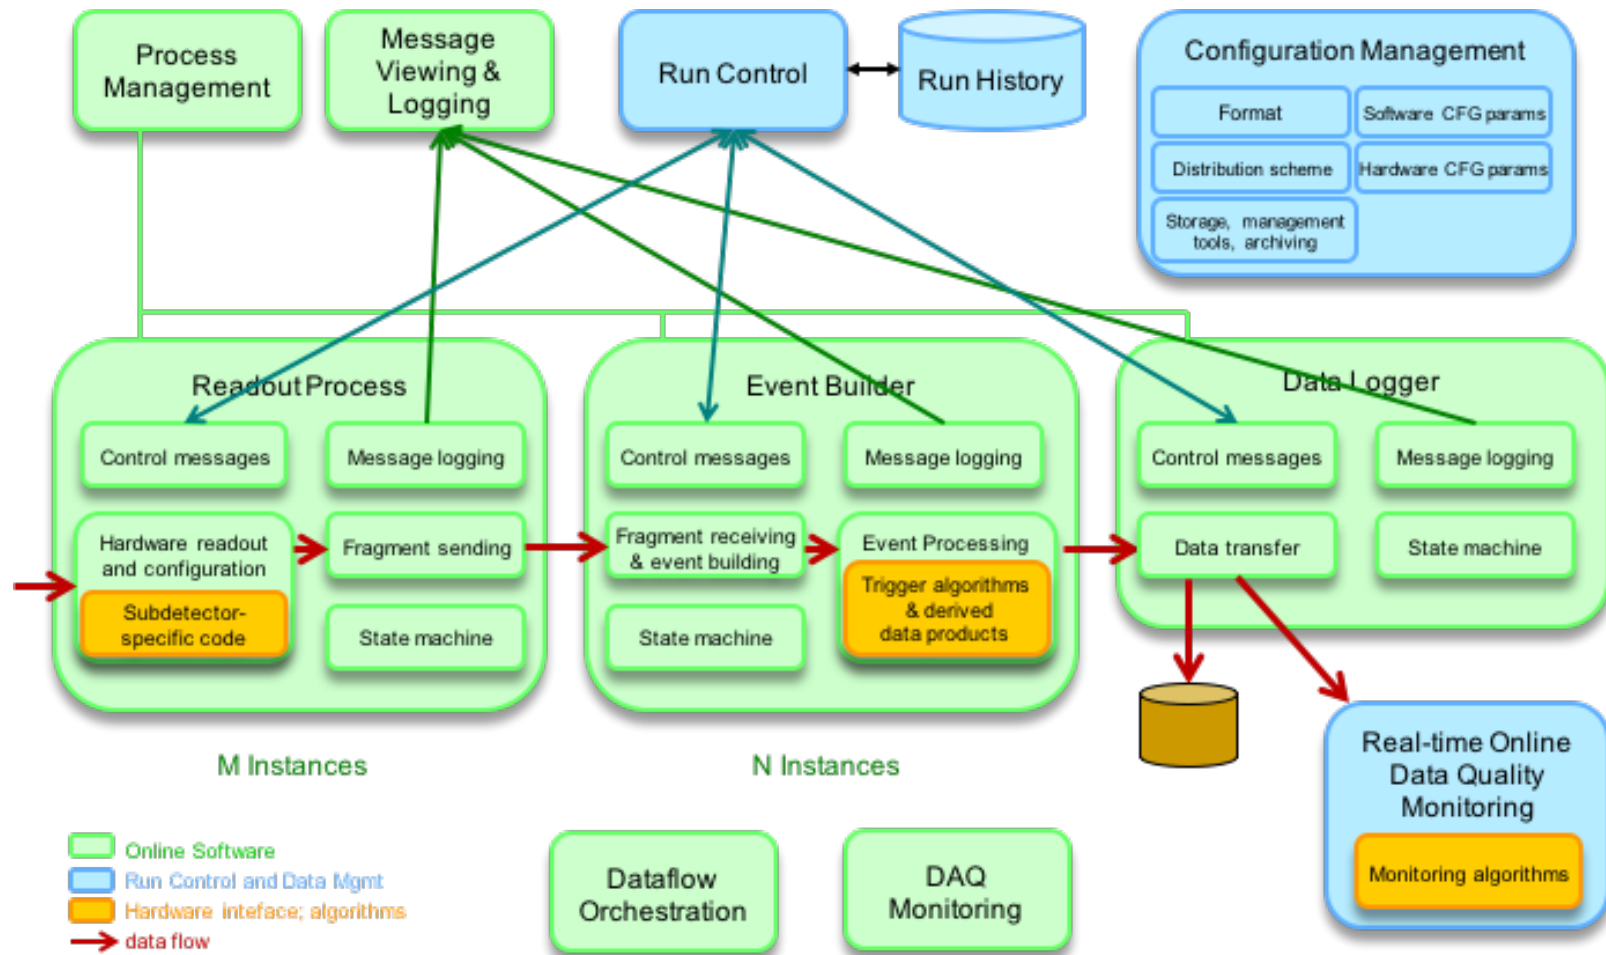 Process
Management
Message
Viewing &
Logging
Run Control
Run History
Configuration Management
Format
Software CFG params
Distribution scheme
Hardware CFG params
Storage, management
tools, archiving
Readout Process
Control messages
Message logging
Hardware readout
and configuration
Subdetector-
specific code
Fragment sending
State machine
M Instances
Event Builder
Control messages
Message logging
Fragment receiving
& event building
Event Processing
Trigger algorithms
& derived
data products
State machine
N Instances
Data Logger
Control messages
Message logging
Data transfer
State machine
Real-time Online
Data Quality
Monitoring
Monitoring algorithms
Online Software
Run Control and Data Mgmt
Hardware inteface; algorithms
data flow
Dataflow
Orchestration
DAQ
Monitoring